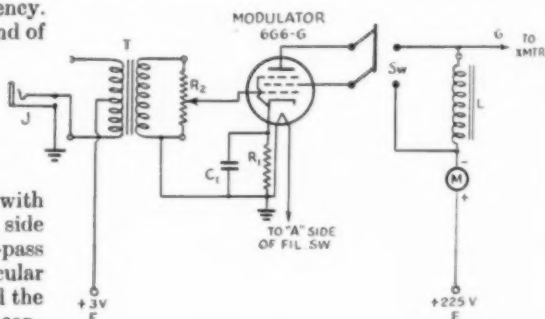 ency.
nd of
MODULATOR
6G6-G
T
R2
J
C1
R1
Sw
G
TO
XMTR.
L
-
M
+
TO "A" SIDE
OF FIL. SW
with
side
-pass
cular
d the
+3V
E
+225 V
F